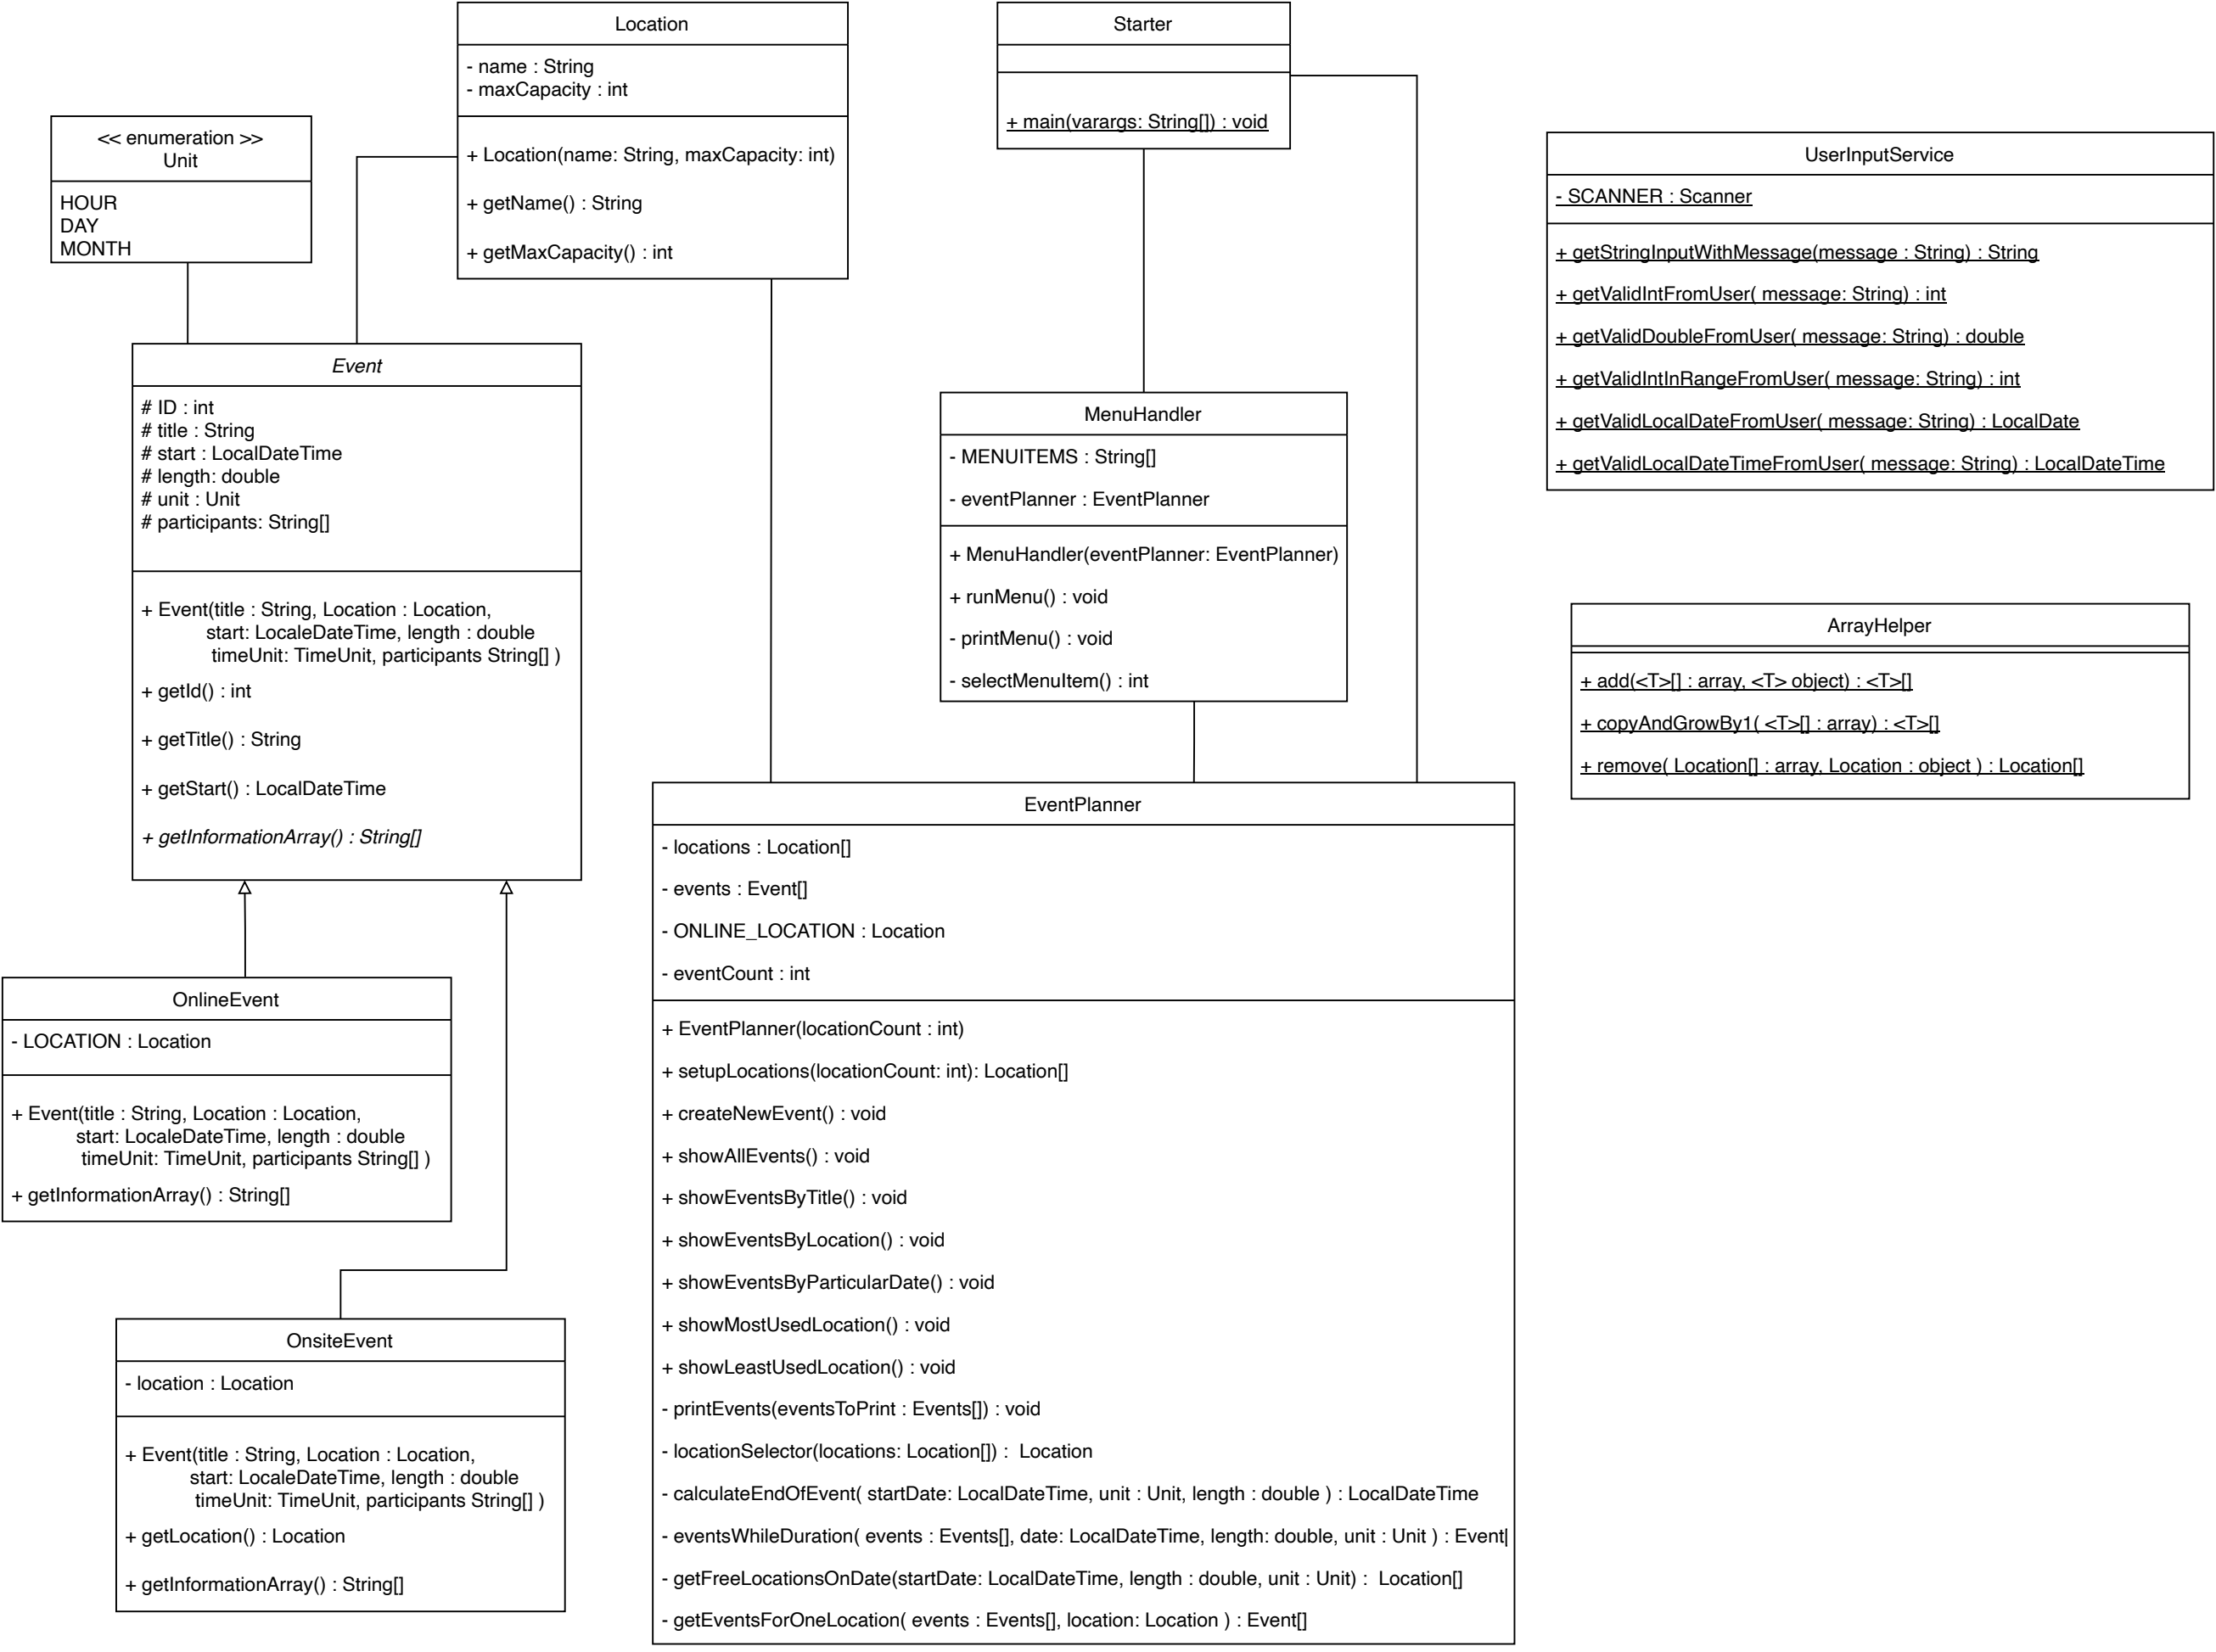 Location
- name : String
- maxCapacity : int
+ Location(name: String, maxCapacity: int)
+ getName() : String
+ getMaxCapacity() : int
Starter
+ main(varargs: String[]) : void
<< enumeration >>
Unit
HOUR
DAY
MONTH
UserInputService
- SCANNER : Scanner
+ getStringInputWithMessage(message : String) : String
+ getValidIntFromUser( message: String) : int
+ getValidDoubleFromUser( message: String) : double
+ getValidIntInRangeFromUser( message: String) : int
+ getValidLocalDateFromUser( message: String) : LocalDate
+ getValidLocalDateTimeFromUser( message: String) : LocalDateTime
Event
# ID : int
# title : String
# start : LocalDateTime
# length: double
# unit : Unit
# participants: String[]
+ Event(title : String, Location : Location,
start: LocaleDateTime, length : double
timeUnit: TimeUnit, participants String[] )
+ getId() : int
+ getTitle() : String
+ getStart() : LocalDateTime
+ getInformationArray() : String[]
MenuHandler
- MENUITEMS : String[]
- eventPlanner : EventPlanner
+ MenuHandler(eventPlanner: EventPlanner)
+ runMenu() : void
- printMenu() : void
- selectMenuItem() : int
ArrayHelper
+ add(<T>[] : array, <T> object) : <T>[]
+ copyAndGrowBy1( <T>[] : array) : <T>[]
+ remove( Location[] : array, Location : object ) : Location[]
EventPlanner
- locations : Location[]
- events : Event[]
- ONLINE_LOCATION : Location
- eventCount : int
+ EventPlanner(locationCount : int)
+ setupLocations(locationCount: int): Location[]
+ createNewEvent() : void
+ showAllEvents() : void
+ showEventsByTitle() : void
+ showEventsByLocation() : void
+ showEventsByParticularDate() : void
+ showMostUsedLocation() : void
+ showLeastUsedLocation() : void
- printEvents(eventsToPrint : Events[]) : void
- locationSelector(locations: Location[]) : Location
- calculateEndOfEvent( startDate: LocalDateTime, unit : Unit, length : double ) : LocalDateTime
- eventsWhileDuration( events : Events[], date: LocalDateTime, length: double, unit : Unit ) : Event[
- getFreeLocationsOnDate(startDate: LocalDateTime, length : double, unit : Unit) : Location[]
- getEventsForOneLocation( events : Events[], location: Location ) : Event[]
OnlineEvent
- LOCATION : Location
+ Event(title : String, Location : Location,
start: LocaleDateTime, length : double
timeUnit: TimeUnit, participants String[] )
+ getInformationArray() : String[]
OnsiteEvent
- location : Location
+ Event(title : String, Location : Location,
start: LocaleDateTime, length : double
timeUnit: TimeUnit, participants String[] )
+ getLocation() : Location
+ getInformationArray() : String[]